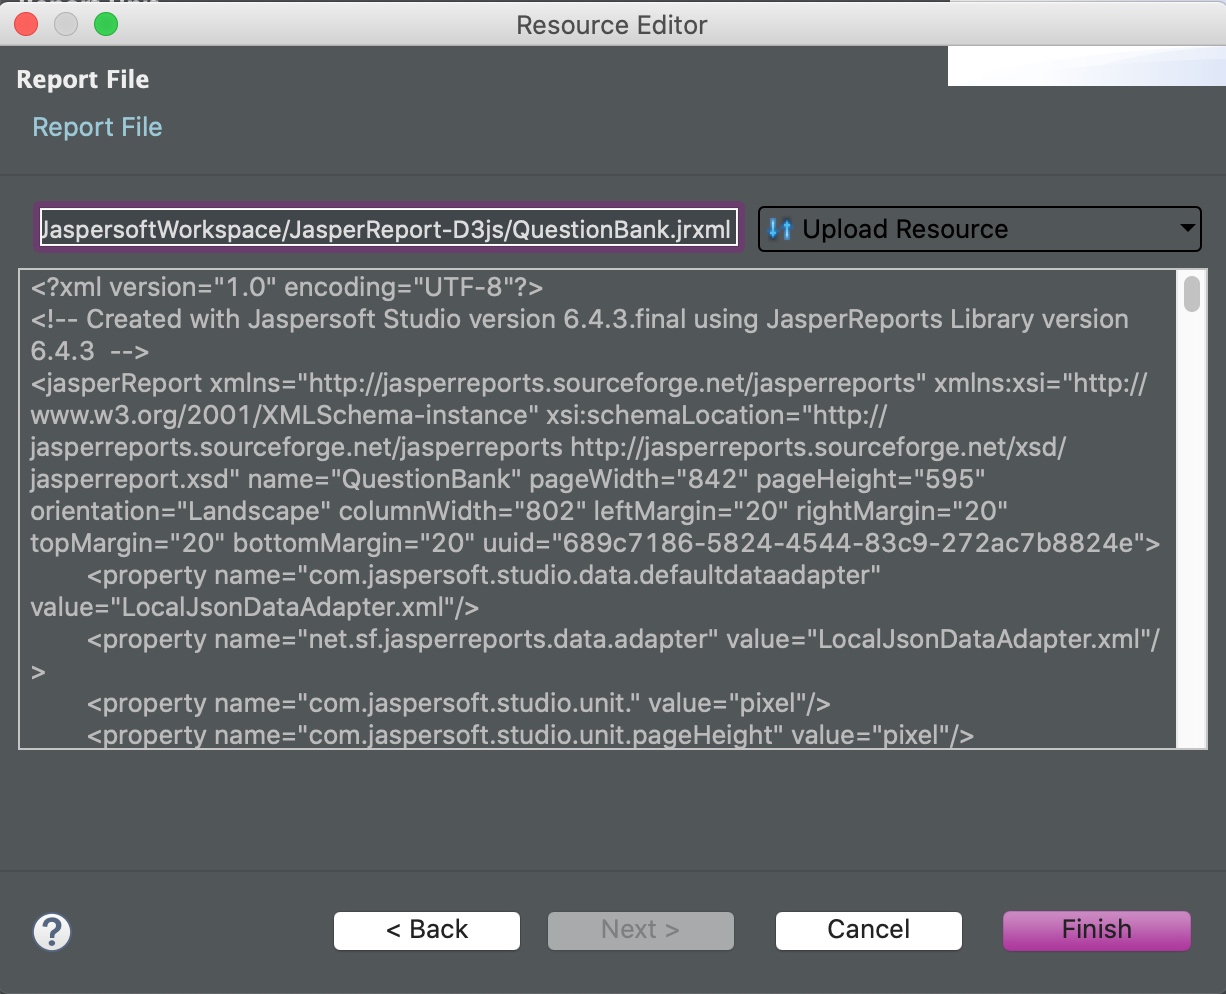 Resource Editor
Report File
Report File
JaspersoftWorkspace/JasperReport-D3js/QuestionBank.jrxml
Upload Resource
<?xml version="1.0" encoding="UTF-8"?>
<!-- Created with Jaspersoft Studio version 6.4.3.final using JasperReports Library version
6.4.3  -->
<jasperReport xmlns="http://jasperreports.sourceforge.net/jasperreports" xmlns:xsi="http://
www.w3.org/2001/XMLSchema-instance" xsi:schemaLocation="http://
jasperreports.sourceforge.net/jasperreports http://jasperreports.sourceforge.net/xsd/
jasperreport.xsd" name="QuestionBank" pageWidth="842" pageHeight="595"
orientation="Landscape" columnWidth="802" leftMargin="20" rightMargin="20"
topMargin="20" bottomMargin="20" uuid="689c7186-5824-4544-83c9-272ac7b8824e">
<property name="com.jaspersoft.studio.data.defaultdataadapter"
value="LocalJsonDataAdapter.xml"/>
<property name="net.sf.jasperreports.data.adapter" value="LocalJsonDataAdapter.xml"/
>
<property name="com.jaspersoft.studio.unit." value="pixel"/>
<property name="com.jaspersoft.studio.unit.pageHeight" value="pixel"/>
?
< Back
Next >
Cancel
Finish